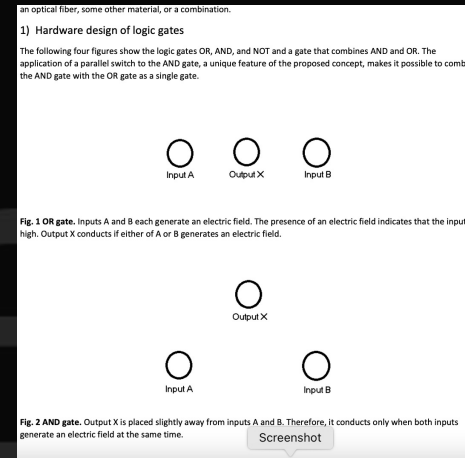 an optical fiber, some other material, or a combination.
1) Hardware design of logic gates
The following four figures show the logic gates OR, AND, and NOT and a gate that combines AND and OR. The
application of a parallel switch to the AND gate, a unique feature of the proposed concept, makes it possible to comb
the AND gate with the OR gate as a single gate.
Input A Output X Input B
Fig. 1 OR gate. Inputs A and B each generate an electric field. The presence of an electric field indicates that the input
high. Output X conducts if either of A or B generates an electric field.
Output X
Input A Input B
Fig. 2 AND gate. Output X is placed slightly away from inputs A and B. Therefore, it conducts only when both inputs
generate an electric field at the same time.
Screenshot